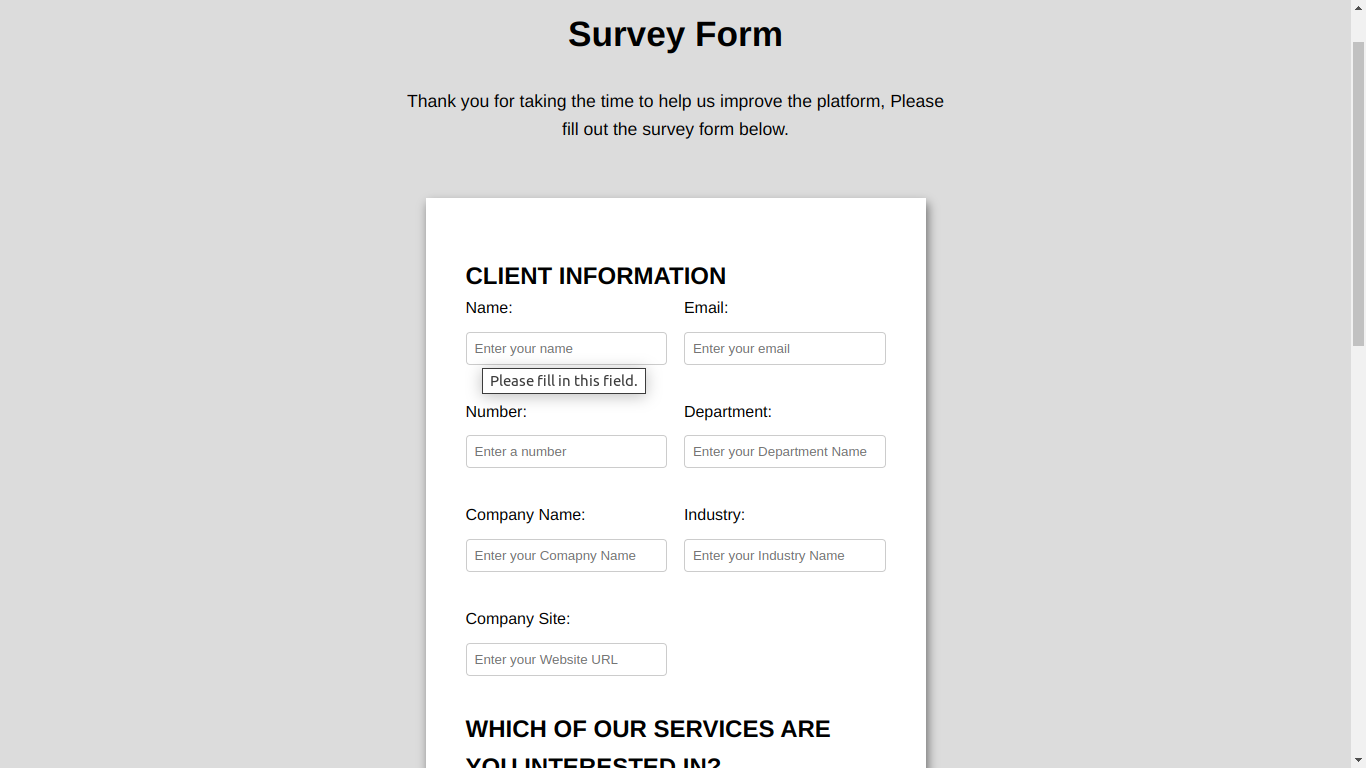 Survey Form
Thank you for taking the time to help us improve the platform, Please
fill out the survey form below.
CLIENT INFORMATION
Name:
Email:
Enter your name
Enter your email
Please fill in this field.
Number:
Department:
Enter a number
Enter your Department Name
Company Name:
Industry:
Enter your Comapny Name
Enter your Industry Name
Company Site:
Enter your Website URL
WHICH OF OUR SERVICES ARE
YOU INTERESTED IN?